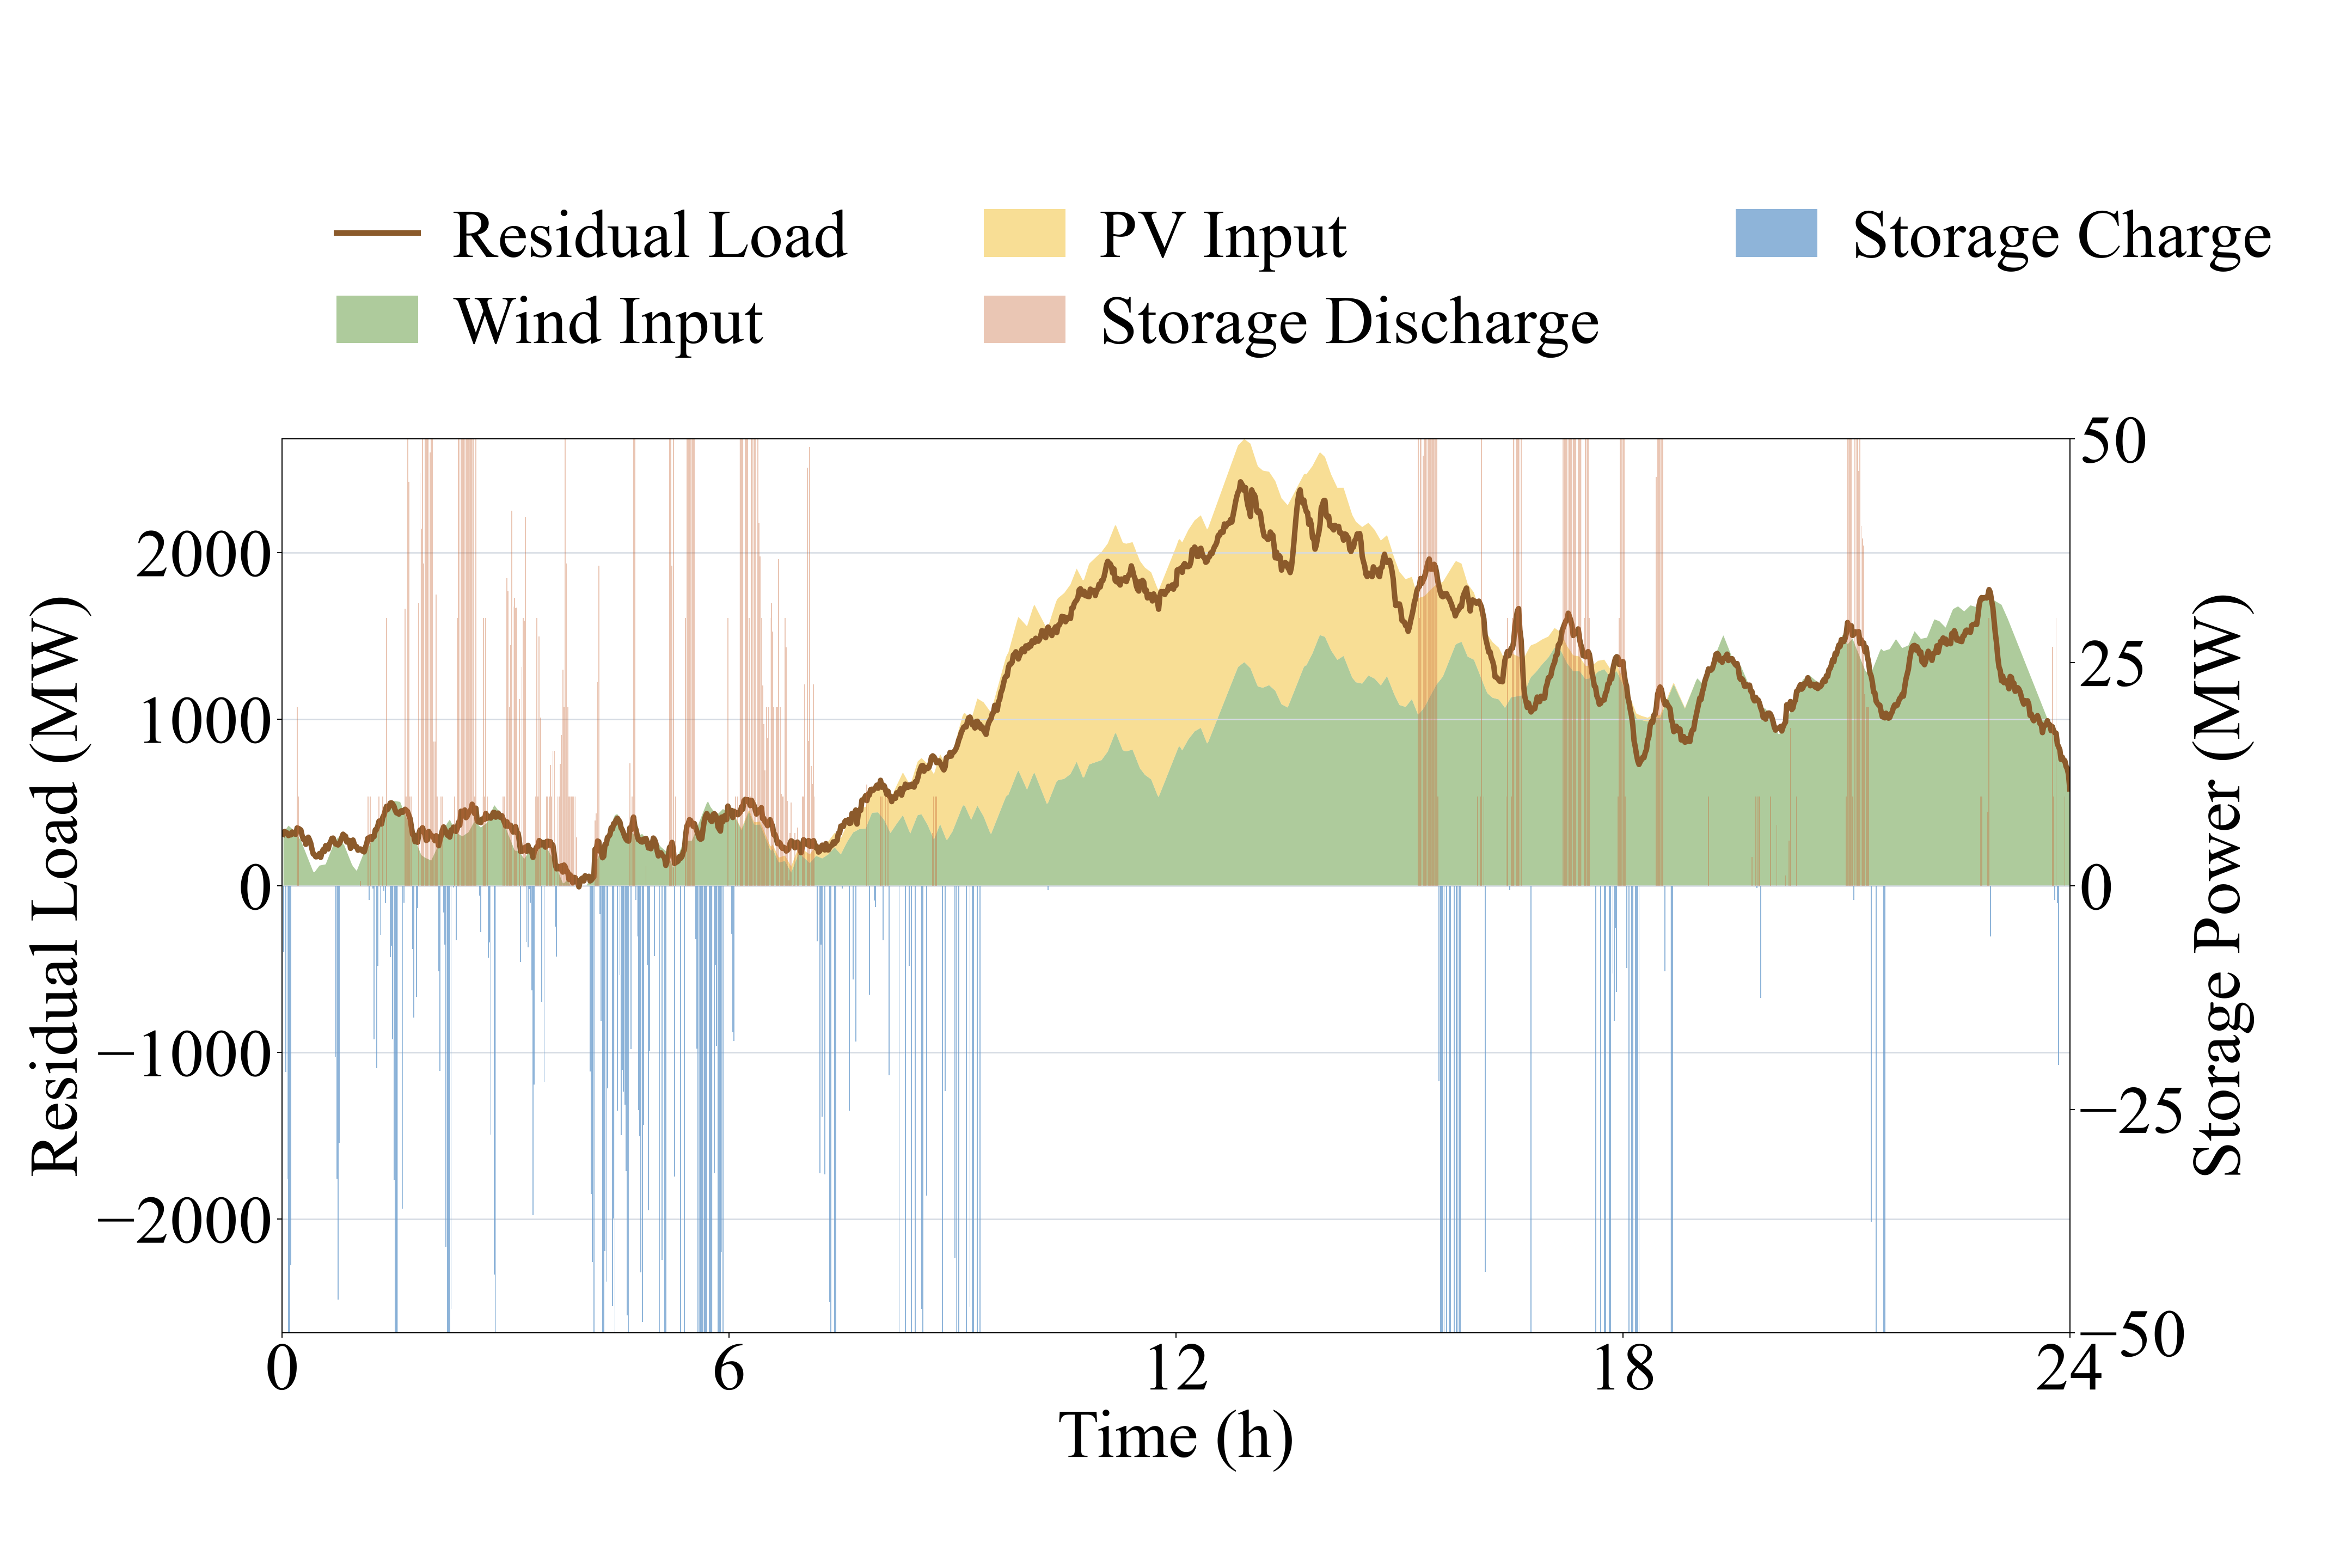 Residual Load
PV Input
Storage Charge
Wind Input
Storage Discharge
50
2000
25
1000
0
0
−1000
−25
−2000
−50
0
6
12
18
24
Residual Load (MW)
Storage Power (MW)
Time (h)